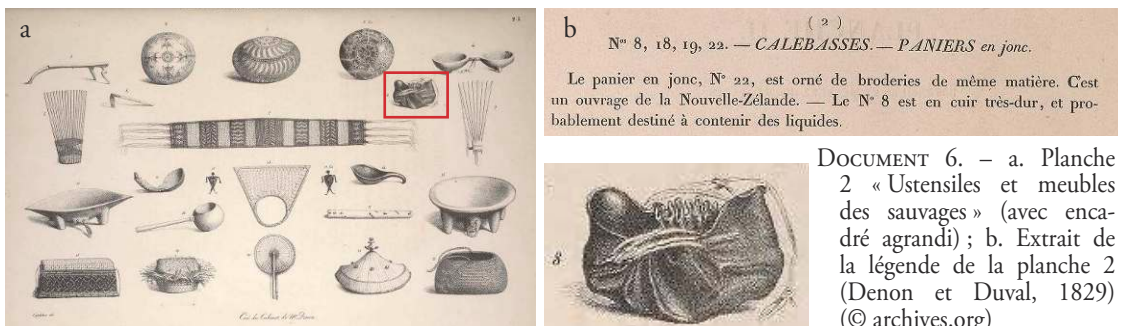 a
b
( 2 )
Nos 8, 18, 19, 22. — CALEBASSES. — PANIERS en jonc.
Le panier en jonc, N° 22, est orné de broderies de même matière. C'est
un ouvrage de la Nouvelle-Zélande. — Le N° 8 est en cuir très-dur, et pro-
bablement destiné à contenir des liquides.
8
DOCUMENT 6. – a. Planche
2 « Ustensiles et meubles
des sauvages » (avec enca-
dré agrandi) ; b. Extrait de
la légende de la planche 2
(Denon et Duval, 1829)
(© archives.org)